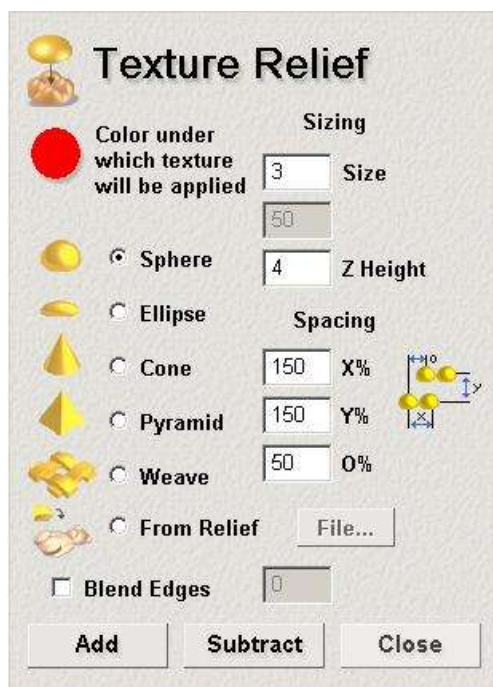 Texture Relief
Color under
which texture
will be applied
Sizing
3 Size
50
4 Z Height
Sphere
Ellipse
Cone
Pyramid
Weave
From Relief File...
Spacing
150 X%
150 Y%
50 O%
o
y
x
Blend Edges 0
Add Subtract Close